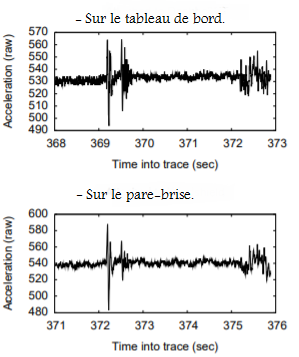 - Sur le tableau de bord.
570
560
550
540
530
520
510
500
490
Acceleration (raw)
368 369 370 371 372 373
Time into trace (sec)
- Sur le pare-brise.
600
580
560
540
520
500
480
Acceleration (raw)
371 372 373 374 375 376
Time into trace (sec)